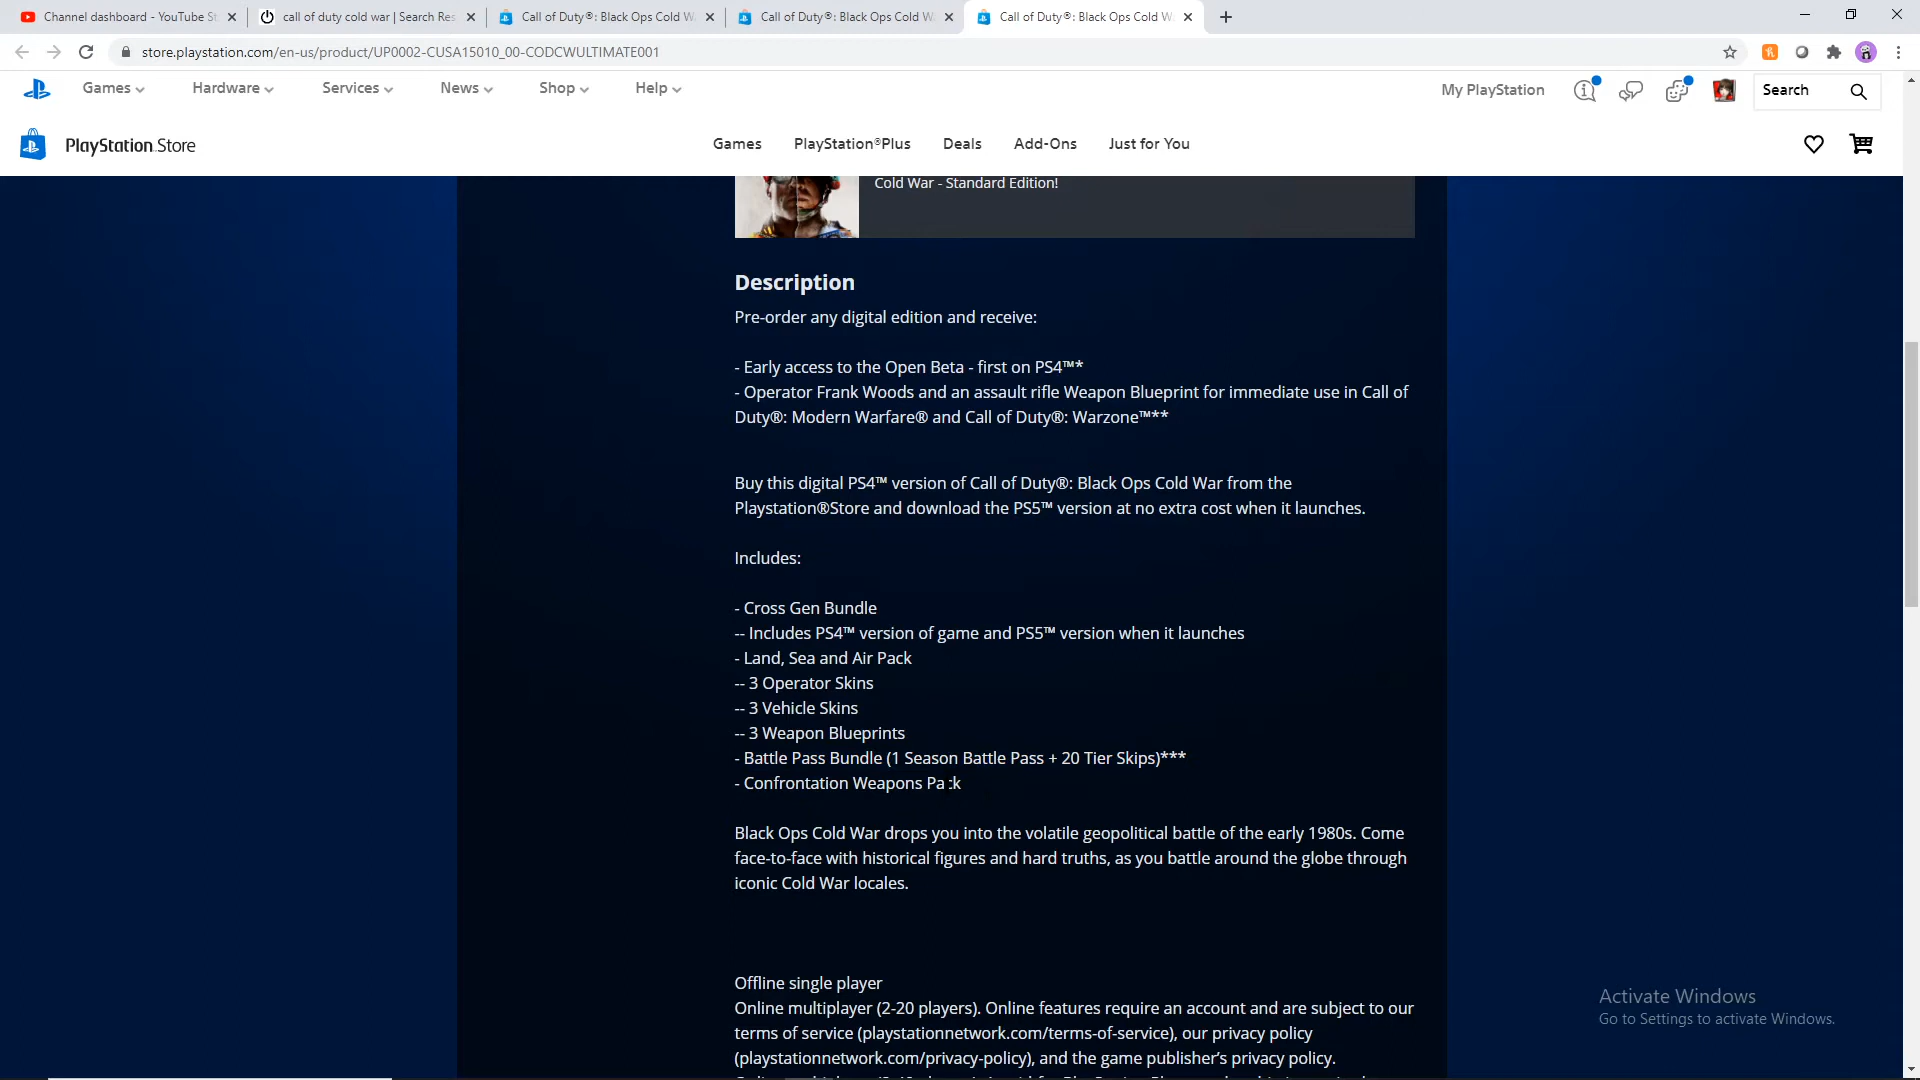 Channel dashboard - YouTube St
call of duty cold war | Search Res
Call of Duty®: Black Ops Cold W
Call of Duty®: Black Ops Cold W
Call of Duty®: Black Ops Cold W
store.playstation.com/en-us/product/UP0002-CUSA15010_00-CODCWULTIMATE001
Games Hardware Services News Shop Help My PlayStation Search
PlayStation Store Games PlayStation®Plus Deals Add-Ons Just for You
Cold War - Standard Edition!
Description
Pre-order any digital edition and receive:
- Early access to the Open Beta - first on PS4™*
- Operator Frank Woods and an assault rifle Weapon Blueprint for immediate use in Call of
Duty®: Modern Warfare® and Call of Duty®: Warzone™**
Buy this digital PS4™ version of Call of Duty®: Black Ops Cold War from the
Playstation®Store and download the PS5™ version at no extra cost when it launches.
Includes:
- Cross Gen Bundle
-- Includes PS4™ version of game and PS5™ version when it launches
- Land, Sea and Air Pack
-- 3 Operator Skins
-- 3 Vehicle Skins
-- 3 Weapon Blueprints
- Battle Pass Bundle (1 Season Battle Pass + 20 Tier Skips)***
- Confrontation Weapons Pack
Black Ops Cold War drops you into the volatile geopolitical battle of the early 1980s. Come
face-to-face with historical figures and hard truths, as you battle around the globe through
iconic Cold War locales.
Offline single player
Online multiplayer (2-20 players). Online features require an account and are subject to our
terms of service (playstationnetwork.com/terms-of-service), our privacy policy
(playstationnetwork.com/privacy-policy), and the game publisher's privacy policy.
Activate Windows
Go to Settings to activate Windows.